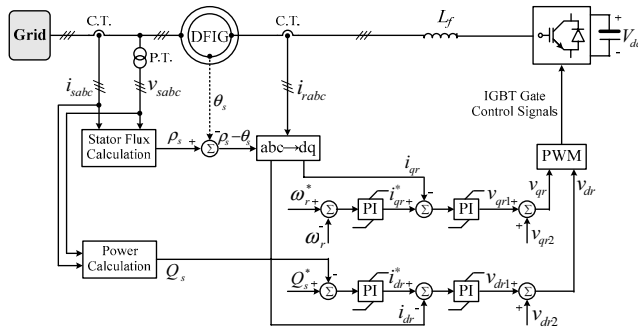 Grid
C.T.
P.T.
DFIG
C.T.
L_f
V_dc
i_sabc
v_sabc
θ_s
i_rabc
IGBT Gate
Control Signals
Stator Flux
Calculation
ρ_s
+
Σ
-
ρ_s-θ_s
abc→dq
PWM
i_qr
v_qr
v_dr
ω_r^*
+
Σ
-
ω_r
PI
i_qr^*
+
Σ
-
PI
v_qr1
+
Σ
+
v_qr2
Power
Calculation
Q_s
Q_s^*
+
Σ
-
PI
i_dr^*
+
Σ
-
i_dr
PI
v_dr1
+
Σ
+
v_dr2
+
-